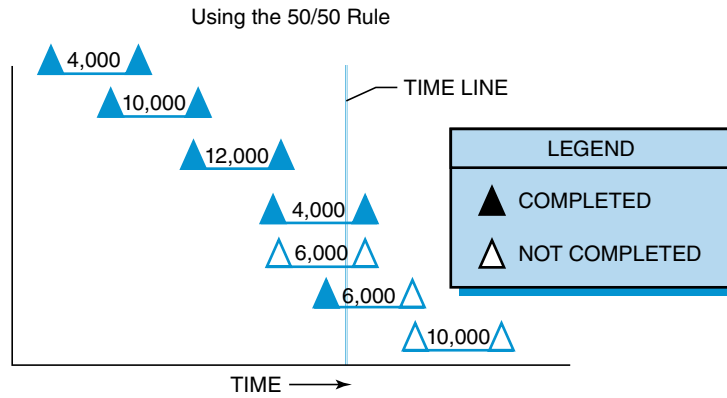 Using the 50/50 Rule
4,000
10,000
12,000
4,000
6,000
6,000
10,000
TIME LINE
LEGEND
COMPLETED
NOT COMPLETED
TIME